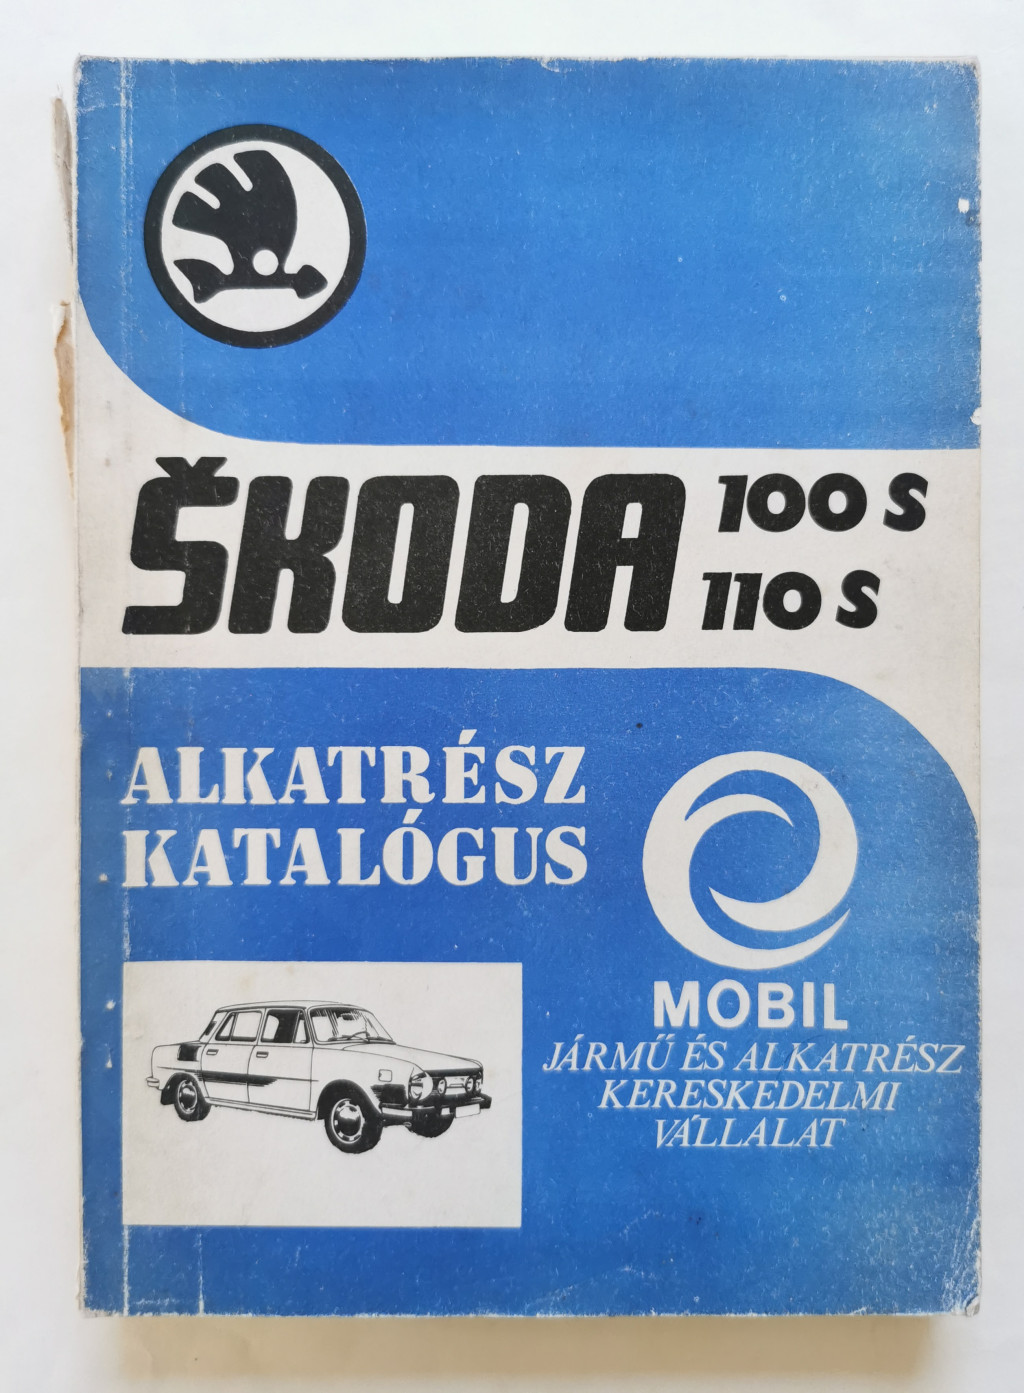 ŠKODA 100 S
110 S
ALKATRÉSZ
KATALÓGUS
MOBIL
JÁRMŰ ÉS ALKATRÉSZ
KERESKEDELMI
VÁLLALAT